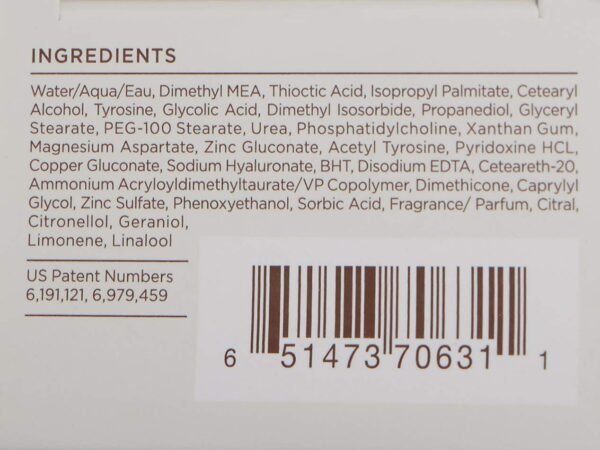 INGREDIENTS
Water/Aqua/Eau, Dimethyl MEA, Thioctic Acid, Isopropyl Palmitate, Cetearyl
Alcohol, Tyrosine, Glycolic Acid, Dimethyl Isosorbide, Propanediol, Glyceryl
Stearate, PEG-100 Stearate, Urea, Phosphatidylcholine, Xanthan Gum,
Magnesium Aspartate, Zinc Gluconate, Acetyl Tyrosine, Pyridoxine HCL,
Copper Gluconate, Sodium Hyaluronate, BHT, Disodium EDTA, Ceteareth-20,
Ammonium Acryloyldimethyltaurate/VP Copolymer, Dimethicone, Caprylyl
Glycol, Zinc Sulfate, Phenoxyethanol, Sorbic Acid, Fragrance/ Parfum, Citral,
Citronellol, Geraniol,
Limonene, Linalool
US Patent Numbers
6,191,121, 6,979,459
6 51473 70631 1